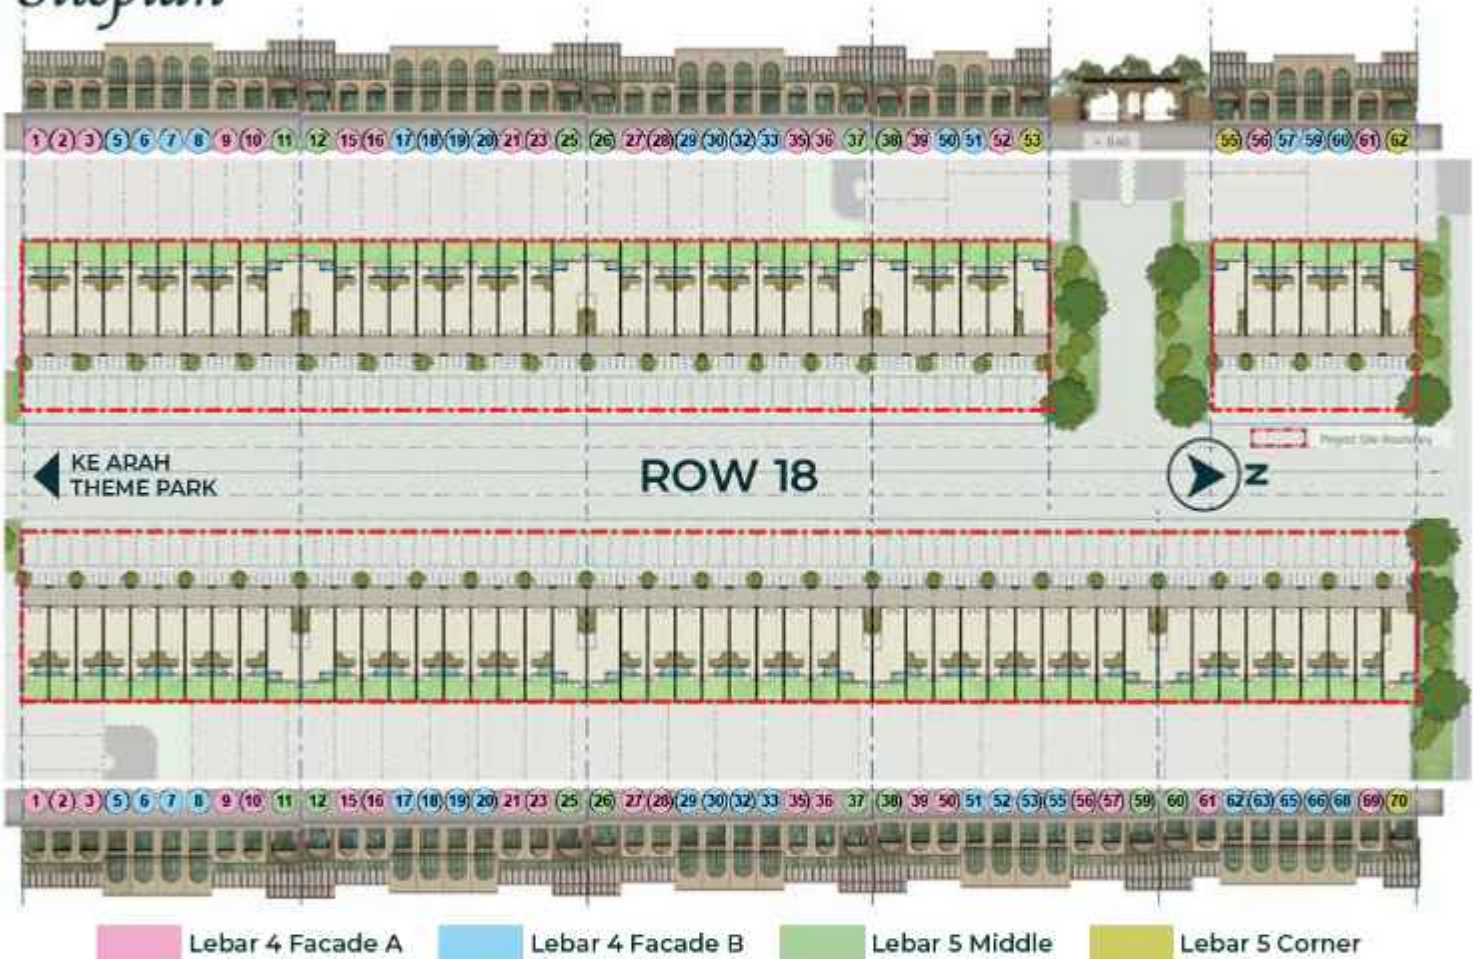 Siteplan
1 2 3 5 6 7 8 9 10 11 12 15 16 17 18 19 20 21 23 25 26 27 28 29 30 32 33 35 36 37 38 39 50 51 52 53 55 56 57 59 60 61 62
Project Site Boundary
KE ARAH
THEME PARK
ROW 18
N
1 2 3 5 6 7 8 9 10 11 12 15 16 17 18 19 20 21 23 25 26 27 28 29 30 32 33 35 36 37 38 39 50 51 52 53 55 56 57 59 60 61 62 63 65 66 68 69 70
Lebar 4 Facade A
Lebar 4 Facade B
Lebar 5 Middle
Lebar 5 Corner